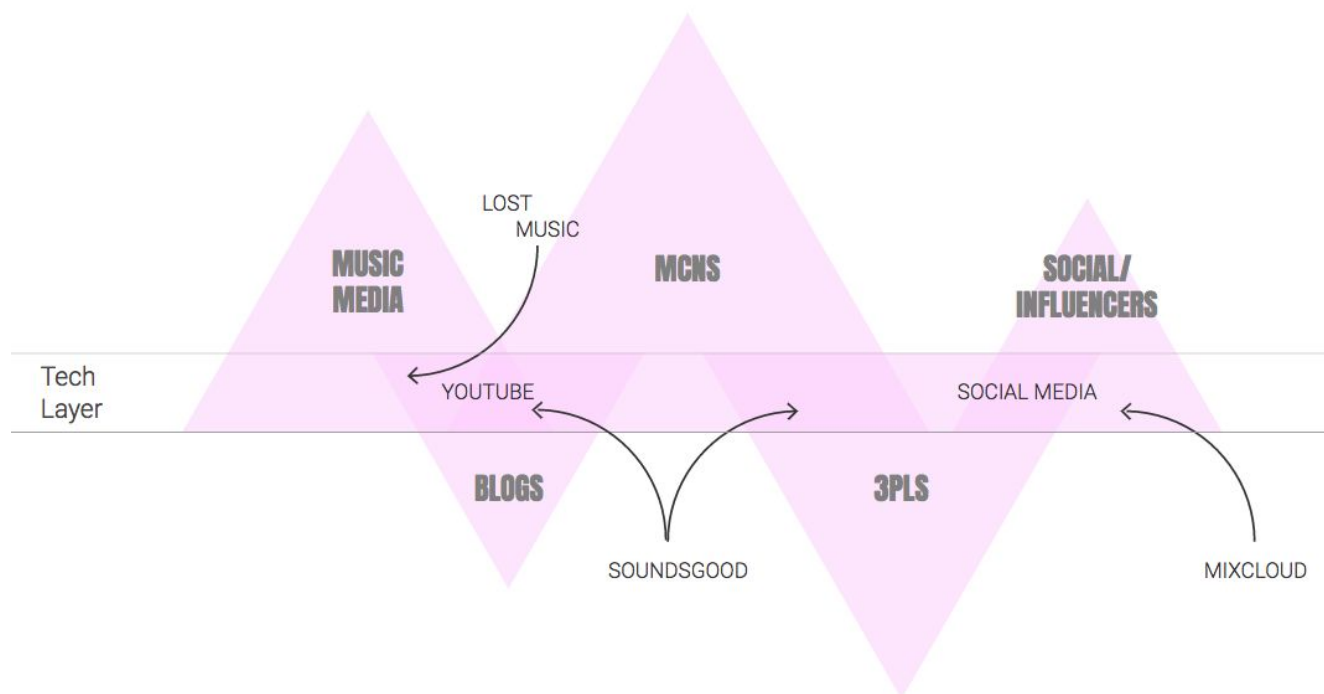 LOST
MUSIC
MUSIC
MEDIA
MCNS
SOCIAL/
INFLUENCERS
Tech
Layer
YOUTUBE
SOCIAL MEDIA
BLOGS
3PLS
SOUNDSGOOD
MIXCLOUD